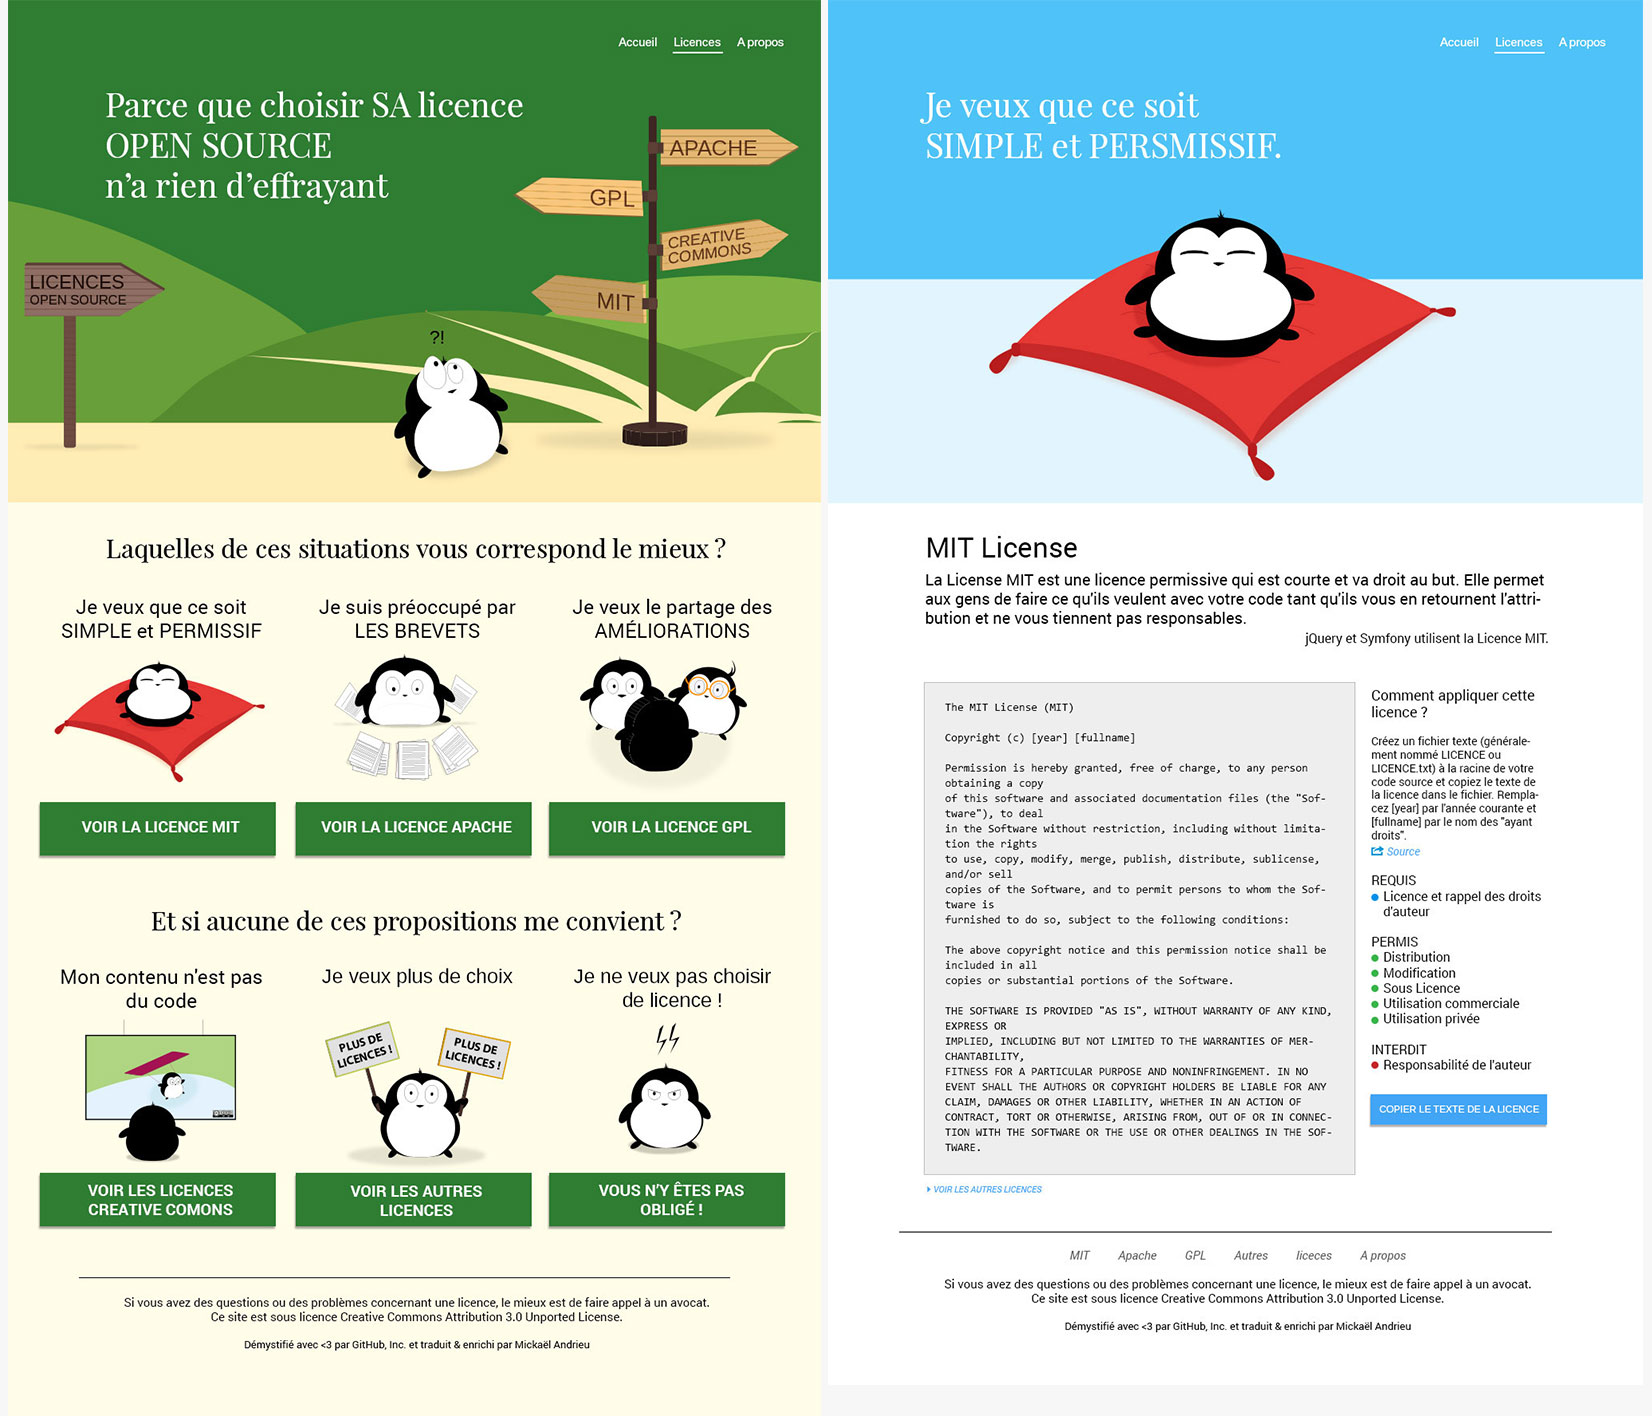 Accueil Licences A propos
Parce que choisir SA licence
OPEN SOURCE
n'a rien d'effrayant
APACHE
GPL
CREATIVE
COMMONS
MIT
LICENCES
OPEN SOURCE
?!
Laquelles de ces situations vous correspond le mieux ?
Je veux que ce soit
SIMPLE et PERMISSIF
VOIR LA LICENCE MIT
Je suis préoccupé par
LES BREVETS
VOIR LA LICENCE APACHE
Je veux le partage des
AMÉLIORATIONS
VOIR LA LICENCE GPL
Et si aucune de ces propositions me convient ?
Mon contenu n'est pas
du code
VOIR LES LICENCES
CREATIVE COMONS
Je veux plus de choix
PLUS DE
LICENCES !
PLUS DE
LICENCES !
VOIR LES AUTRES
LICENCES
Je ne veux pas choisir
de licence !
VOUS N'Y ÊTES PAS
OBLIGÉ !
Si vous avez des questions ou des problèmes concernant une licence, le mieux est de faire appel à un avocat.
Ce site est sous licence Creative Commons Attribution 3.0 Unported License.
Démystifié avec <3 par GitHub, Inc. et traduit & enrichi par Mickaël Andrieu
Accueil Licences A propos
Je veux que ce soit
SIMPLE et PERSMISSIF.
MIT License
La License MIT est une licence permissive qui est courte et va droit au but. Elle permet
aux gens de faire ce qu'ils veulent avec votre code tant qu'ils vous en retournent l'attri-
bution et ne vous tiennent pas responsables.
jQuery et Symfony utilisent la Licence MIT.
The MIT License (MIT)
Copyright (c) [year] [fullname]
Permission is hereby granted, free of charge, to any person
obtaining a copy
of this software and associated documentation files (the "Sof-
tware"), to deal
in the Software without restriction, including without limita-
tion the rights
to use, copy, modify, merge, publish, distribute, sublicense,
and/or sell
copies of the Software, and to permit persons to whom the Sof-
tware is
furnished to do so, subject to the following conditions:
The above copyright notice and this permission notice shall be
included in all
copies or substantial portions of the Software.
THE SOFTWARE IS PROVIDED "AS IS", WITHOUT WARRANTY OF ANY KIND,
EXPRESS OR
IMPLIED, INCLUDING BUT NOT LIMITED TO THE WARRANTIES OF MER-
CHANTABILITY,
FITNESS FOR A PARTICULAR PURPOSE AND NONINFRINGEMENT. IN NO
EVENT SHALL THE AUTHORS OR COPYRIGHT HOLDERS BE LIABLE FOR ANY
CLAIM, DAMAGES OR OTHER LIABILITY, WHETHER IN AN ACTION OF
CONTRACT, TORT OR OTHERWISE, ARISING FROM, OUT OF OR IN CONNEC-
TION WITH THE SOFTWARE OR THE USE OR OTHER DEALINGS IN THE SOF-
TWARE.
VOIR LES AUTRES LICENCES
Comment appliquer cette
licence ?
Créez un fichier texte (générale-
ment nommé LICENCE ou
LICENCE.txt) à la racine de votre
code source et copiez le texte de
la licence dans le fichier. Rempla-
cez [year] par l'année courante et
[fullname] par le nom des "ayant
droits".
Source
REQUIS
Licence et rappel des droits
d'auteur
PERMIS
Distribution
Modification
Sous Licence
Utilisation commerciale
Utilisation privée
INTERDIT
Responsabilité de l'auteur
COPIER LE TEXTE DE LA LICENCE
MIT Apache GPL Autres liceces A propos
Si vous avez des questions ou des problèmes concernant une licence, le mieux est de faire appel à un avocat.
Ce site est sous licence Creative Commons Attribution 3.0 Unported License.
Démystifié avec <3 par GitHub, Inc. et traduit & enrichi par Mickaël Andrieu